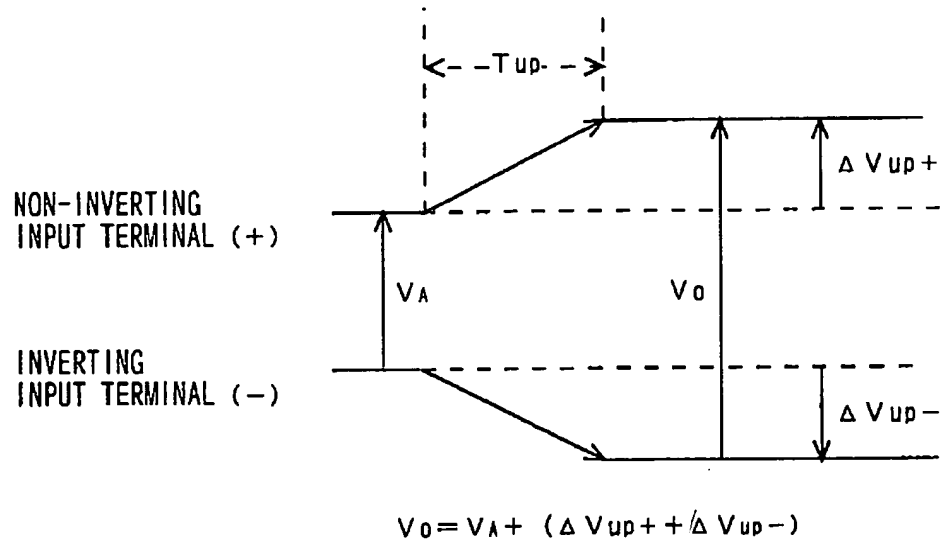 Tup
ΔVup+
NON-INVERTING
INPUT TERMINAL (+)
VA
VO
INVERTING
INPUT TERMINAL (−)
ΔVup−
VO=VA+ (ΔVup++ΔVup−)